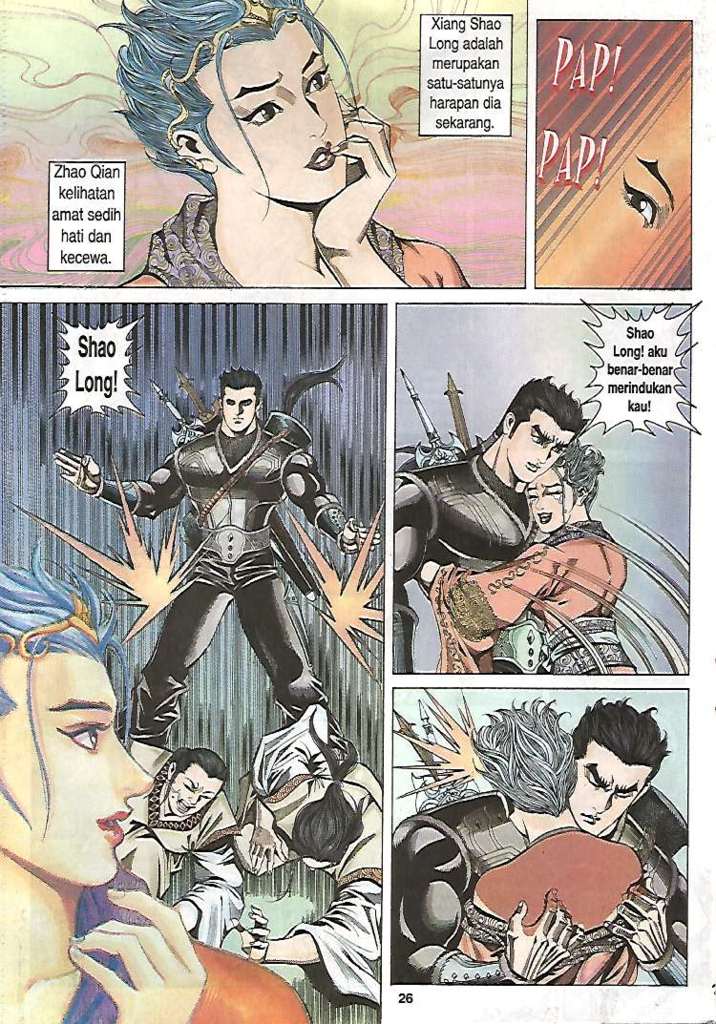 Xiang Shao
Long adalah
merupakan
satu-satunya
harapan dia
sekarang.
Zhao Qian
kelihatan
amat sedih
hati dan
kecewa.
PAP!
PAP!
Shao
Long!
Shao
Long! aku
benar-benar
merindukan
kau!
26